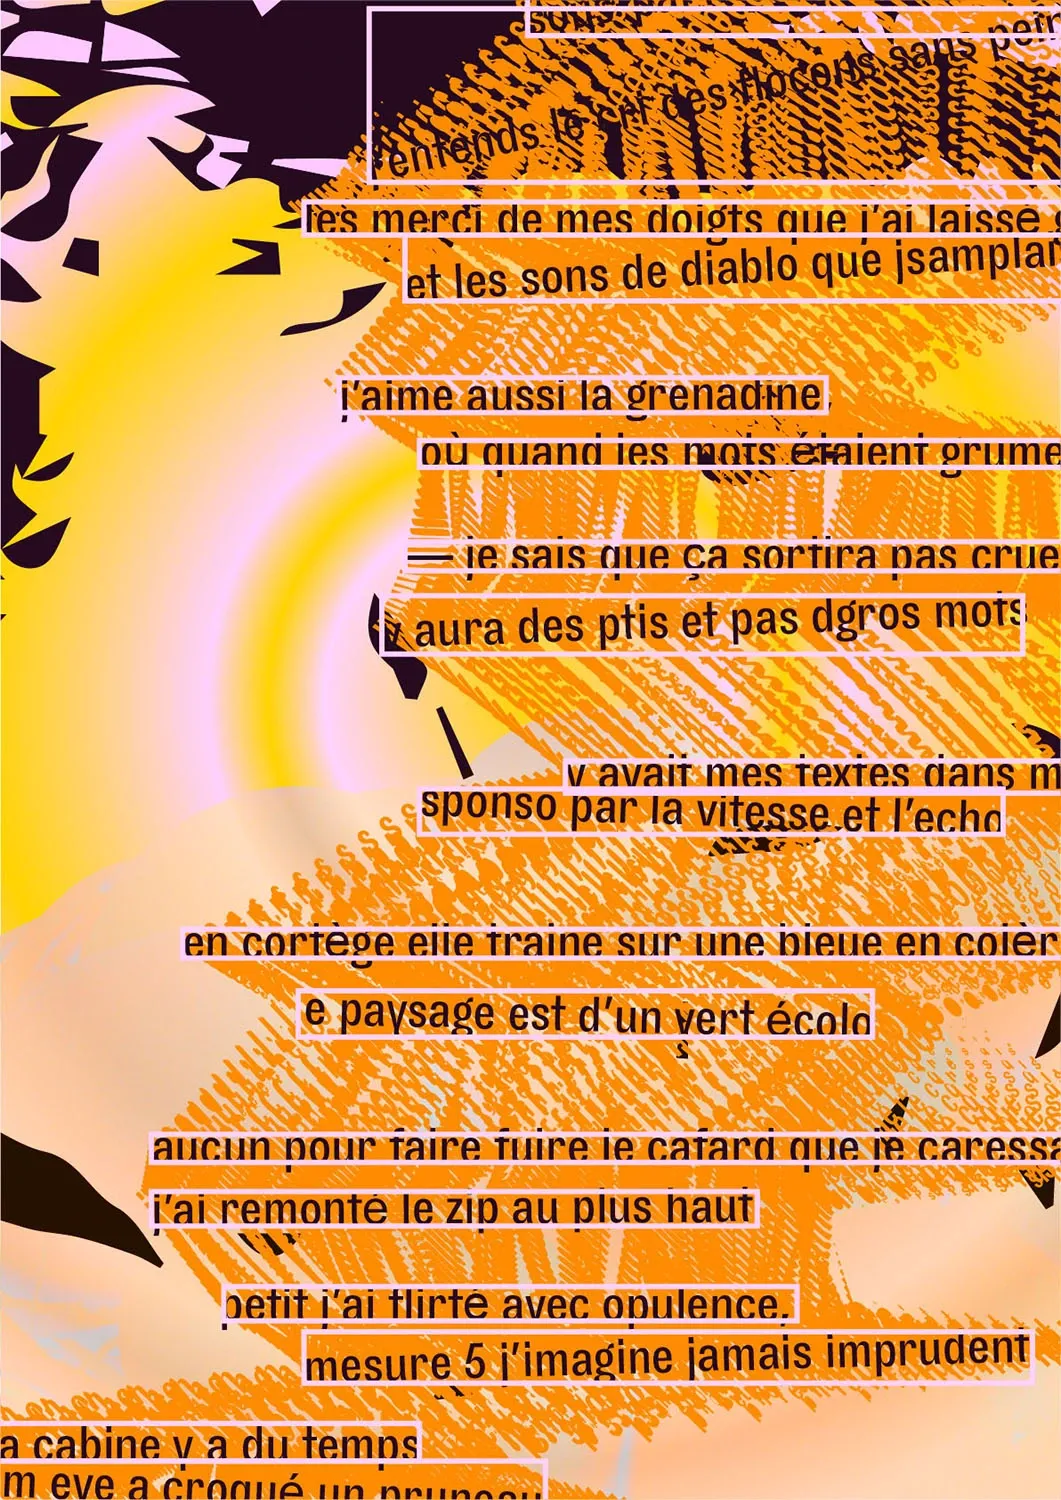 entends le cri des flocons sans
les merci de mes doigts que j'ai laissé
et les sons de diablo que jsamplai
j'aime aussi la grenadine
où quand les mots étaient grume
— je sais que ça sortira pas crue
y aura des ptis et pas dgros mots
y avait mes textes dans m
sponso par la vitesse et l'echo
en cortège elle traine sur une bleue en colèr
e paysage est d'un vert écolo
aucun pour faire fuire le cafard que je caressa
j'ai remonté le zip au plus haut
petit j'ai flirté avec opulence,
mesure 5 j'imagine jamais imprudent
a cabine y a du temps
m eve a croqué un pruneau